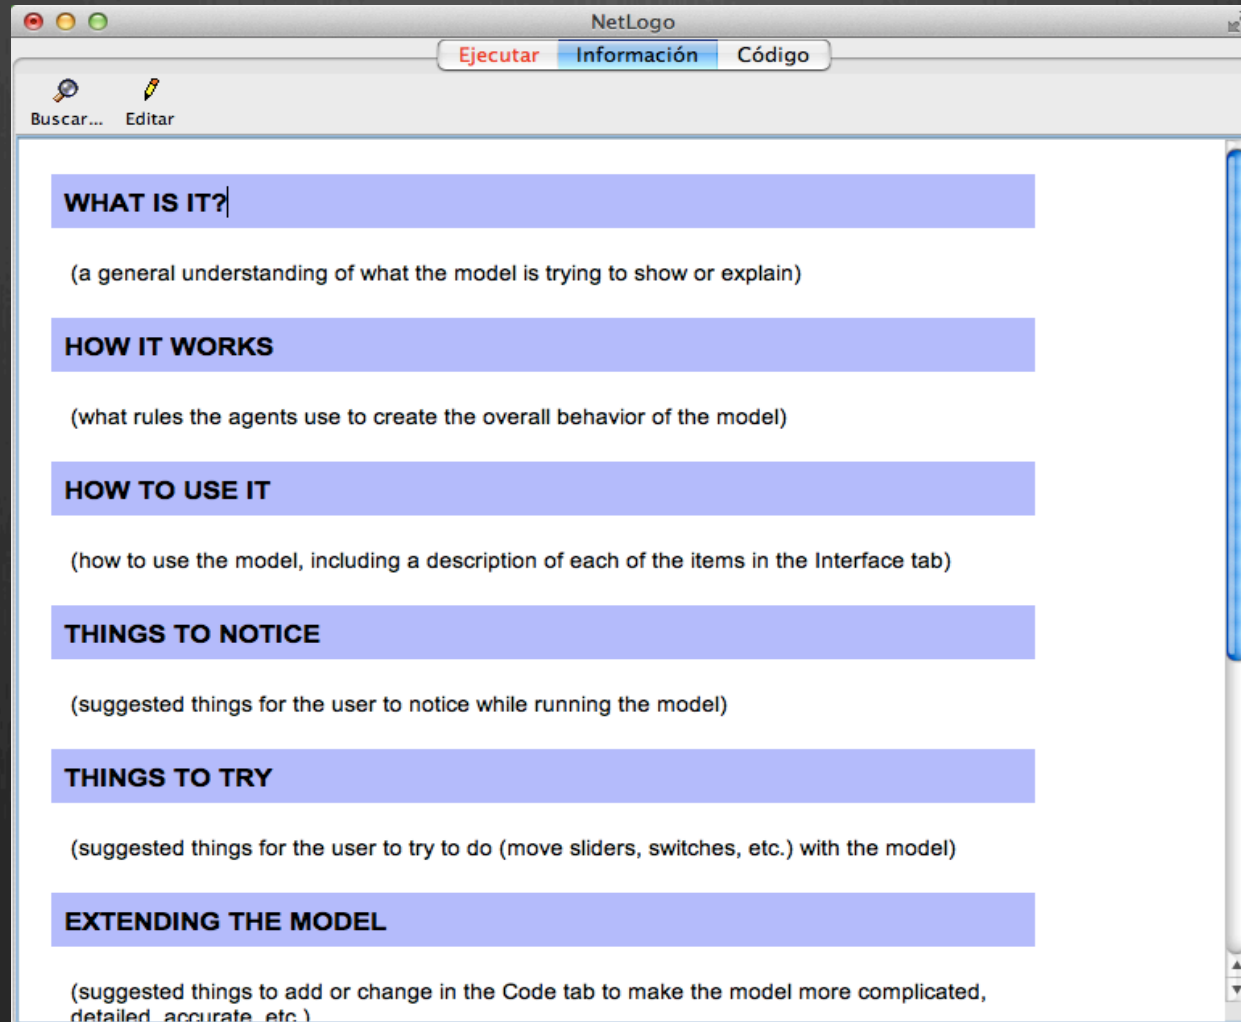 NetLogo
Ejecutar Información Código
Buscar... Editar
WHAT IS IT?
(a general understanding of what the model is trying to show or explain)
HOW IT WORKS
(what rules the agents use to create the overall behavior of the model)
HOW TO USE IT
(how to use the model, including a description of each of the items in the Interface tab)
THINGS TO NOTICE
(suggested things for the user to notice while running the model)
THINGS TO TRY
(suggested things for the user to try to do (move sliders, switches, etc.) with the model)
EXTENDING THE MODEL
(suggested things to add or change in the Code tab to make the model more complicated,
detailed, accurate, etc.)